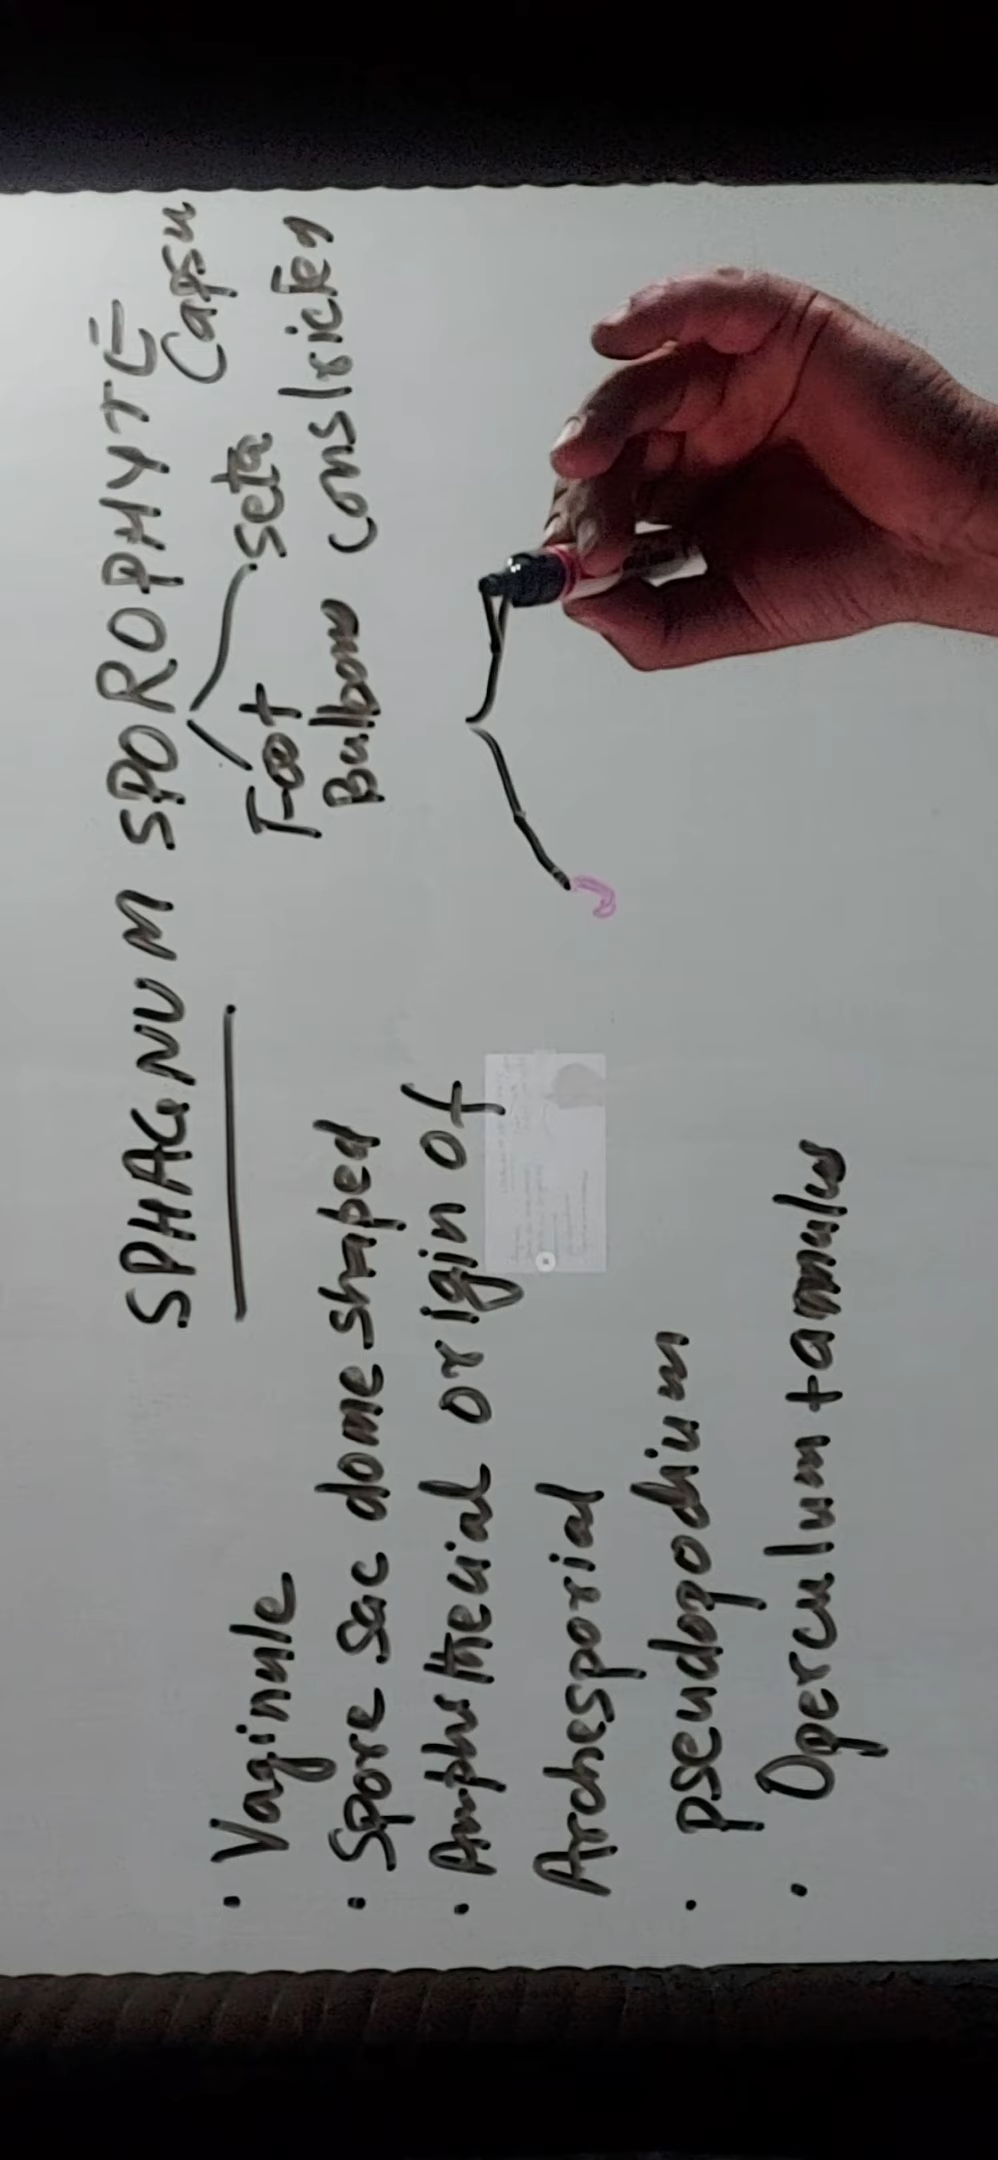 SPHAGNUM SPOROPHYTE
Foot seta Capsu
Bulbous constricted
• Vaginule
• Spore sac dome-shaped
• Amphithecial origin of
Archesporial
• pseudopodium
• Operculum + annulus